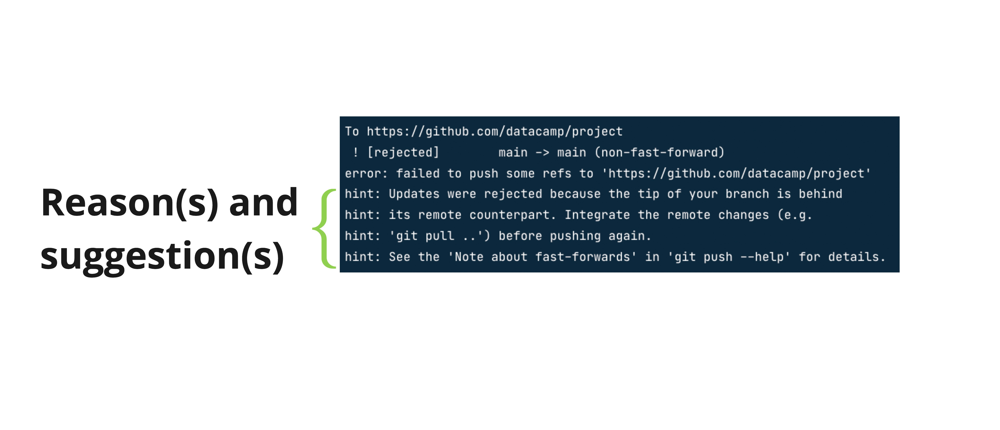 Reason(s) and
suggestion(s)
To https://github.com/datacamp/project
 ! [rejected]        main -> main (non-fast-forward)
error: failed to push some refs to 'https://github.com/datacamp/project'
hint: Updates were rejected because the tip of your branch is behind
hint: its remote counterpart. Integrate the remote changes (e.g.
hint: 'git pull ..') before pushing again.
hint: See the 'Note about fast-forwards' in 'git push --help' for details.